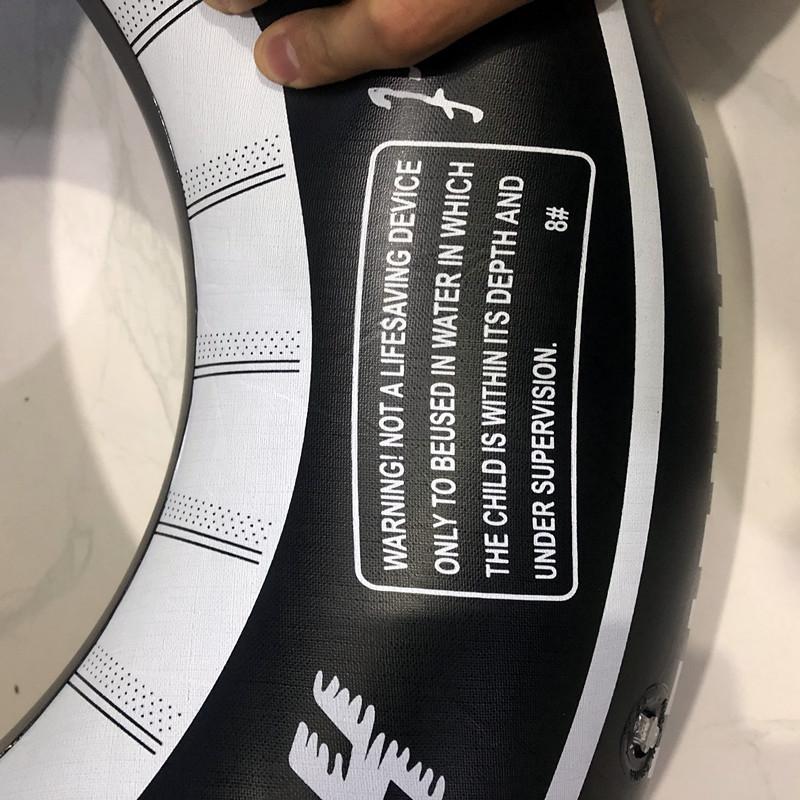 WARNING! NOT A LIFESAVING DEVICE
ONLY TO BEUSED IN WATER IN WHICH
THE CHILD IS WITHIN ITS DEPTH AND
UNDER SUPERVISION. 8#